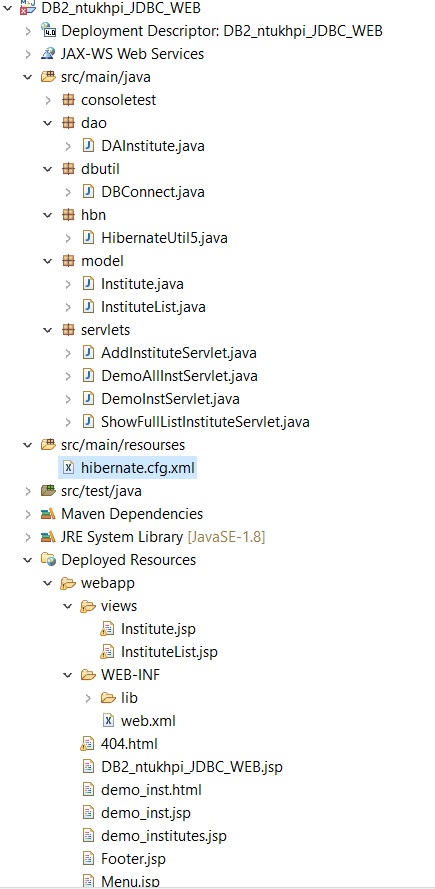 DB2_ntukhpi_JDBC_WEB
Deployment Descriptor: DB2_ntukhpi_JDBC_WEB
JAX-WS Web Services
src/main/java
consoletest
dao
DAInstitute.java
dbutil
DBConnect.java
hbn
HibernateUtil5.java
model
Institute.java
InstituteList.java
servlets
AddInstituteServlet.java
DemoAllInstServlet.java
DemoInstServlet.java
ShowFullListInstituteServlet.java
src/main/resourses
hibernate.cfg.xml
src/test/java
Maven Dependencies
JRE System Library [JavaSE-1.8]
Deployed Resources
webapp
views
Institute.jsp
InstituteList.jsp
WEB-INF
lib
web.xml
404.html
DB2_ntukhpi_JDBC_WEB.jsp
demo_inst.html
demo_inst.jsp
demo_institutes.jsp
Footer.jsp
Menu.jsp